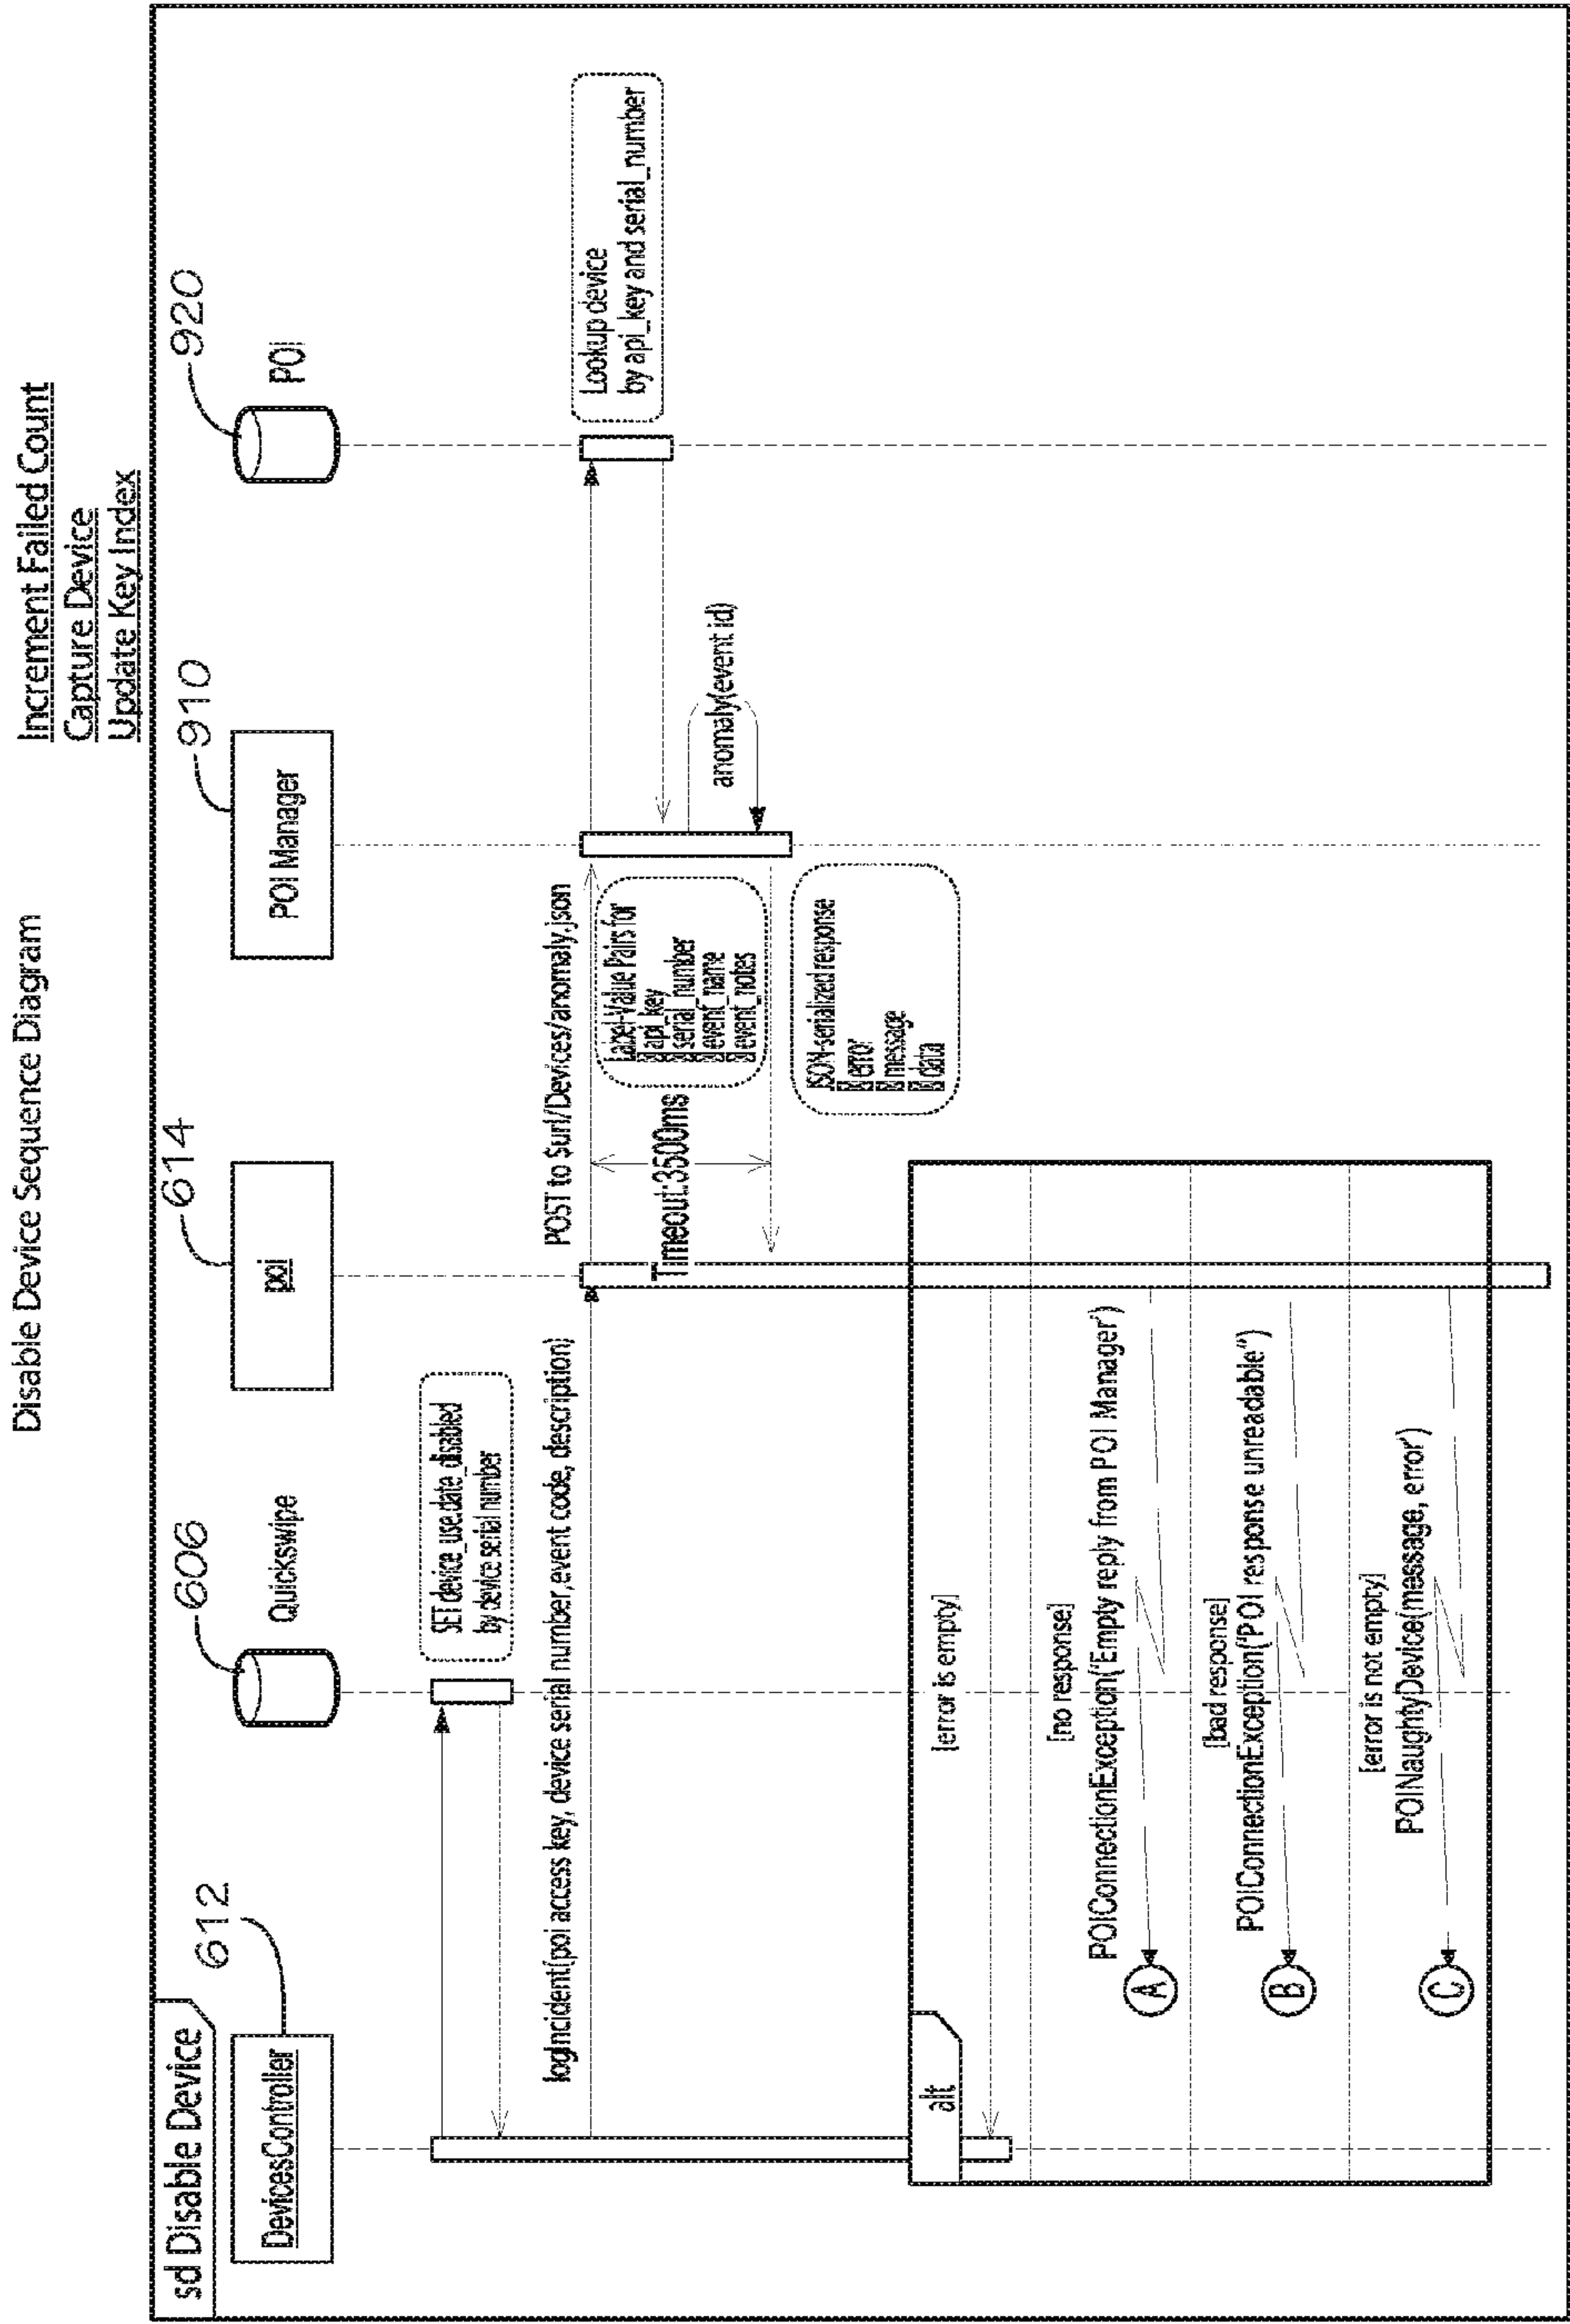 Disable Device Sequence Diagram
Increment Failed Count
Capture Device
Update Key Index
sd Disable Device
612
606
614
910
920
DevicesController
Quickswipe
poi
POI Manager
POI
SET device_use.date_disabled
by device serial number
logIncident(poi access key, device serial number,event code, description)
POST to $url/Devices/anomaly.json
Lookup device
by api_key and serial_number
Label-Value Pairs for
api_key
serial_number
event_name
event_notes
Timeout:3500ms
anomaly(event id)
JSON-serialized response
error
message
data
alt
[error is empty]
[no response]
POIConnectionException('Empty reply from POI Manager')
A
[bad response]
POIConnectionException('POI response unreadable")
B
[error is not empty]
POINaughtyDevice(message, error')
C